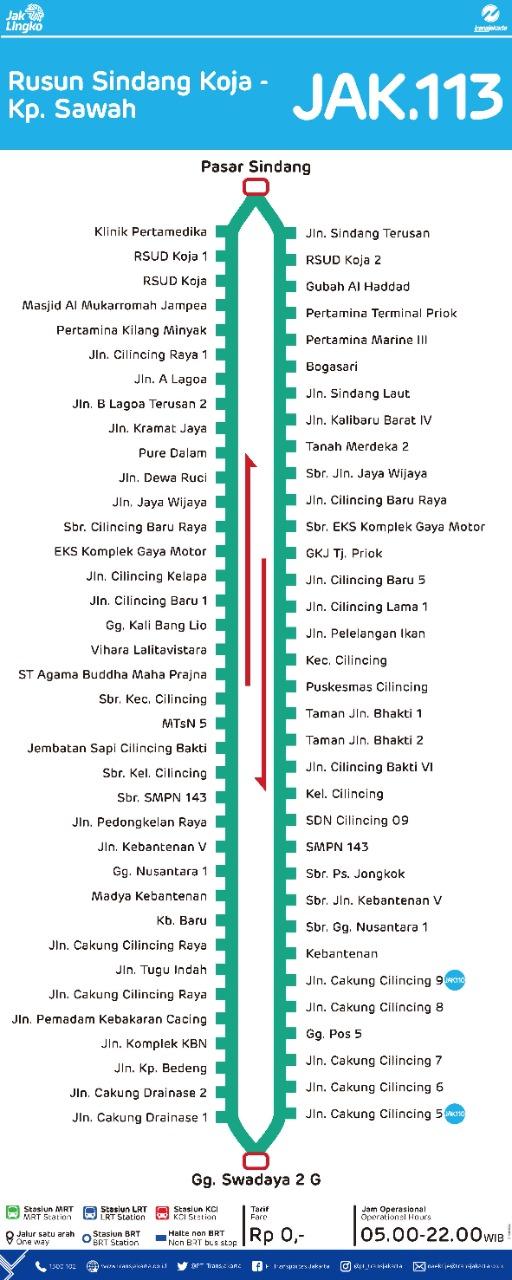 Jak
Lingko
transjakarta
Rusun Sindang Koja -
Kp. Sawah
JAK.113
Pasar Sindang
Klinik Pertamedika
RSUD Koja 1
RSUD Koja
Masjid Al Mukarromah Jampea
Pertamina Kilang Minyak
Jln. Cilincing Raya 1
Jln. A Lagoa
Jln. B Lagoa Terusan 2
Jln. Kramat Jaya
Pure Dalam
Jln. Dewa Ruci
Jln. Jaya Wijaya
Sbr. Cilincing Baru Raya
EKS Komplek Gaya Motor
Jln. Cilincing Kelapa
Jln. Cilincing Baru 1
Gg. Kali Bang Lio
Vihara Lalitavistara
ST Agama Buddha Maha Prajna
Sbr. Kec. Cilincing
MTsN 5
Jembatan Sapi Cilincing Bakti
Sbr. Kel. Cilincing
Sbr. SMPN 143
Jln. Pedongkelan Raya
Jln. Kebantenan V
Gg. Nusantara 1
Madya Kebantenan
Kb. Baru
Jln. Cakung Cilincing Raya
Jln. Tugu Indah
Jln. Cakung Cilincing Raya
Jln. Pemadam Kebakaran Cacing
Jln. Komplek KBN
Jln. Kp. Bedeng
Jln. Cakung Drainase 2
Jln. Cakung Drainase 1
Jln. Sindang Terusan
RSUD Koja 2
Gubah Al Haddad
Pertamina Terminal Priok
Pertamina Marine III
Bogasari
Jln. Sindang Laut
Jln. Kalibaru Barat IV
Tanah Merdeka 2
Sbr. Jln. Jaya Wijaya
Jln. Cilincing Baru Raya
Sbr. EKS Komplek Gaya Motor
GKJ Tj. Priok
Jln. Cilincing Baru 5
Jln. Cilincing Lama 1
Jln. Pelelangan Ikan
Kec. Cilincing
Puskesmas Cilincing
Taman Jln. Bhakti 1
Taman Jln. Bhakti 2
Jln. Cilincing Bakti VI
Kel. Cilincing
SDN Cilincing 09
SMPN 143
Sbr. Ps. Jongkok
Sbr. Jln. Kebantenan V
Sbr. Gg. Nusantara 1
Kebantenan
Jln. Cakung Cilincing 9 JAK110
Jln. Cakung Cilincing 8
Gg. Pos 5
Jln. Cakung Cilincing 7
Jln. Cakung Cilincing 6
Jln. Cakung Cilincing 5 JAK110
Gg. Swadaya 2 G
Stasiun MRT
MRT Station
Stasiun LRT
LRT Station
Stasiun KCI
KCI Station
Jalur satu arah
One way
Stasiun BRT
BRT Station
Halte non BRT
Non BRT bus stop
Tarif
Fare
Rp 0,-
Jam Operasional
Operational Hours
05.00-22.00 WIB
1500 102
www.transjakarta.co.id
@PT_TransJakarta
PT Transportasi Jakarta
@pt_transjakarta